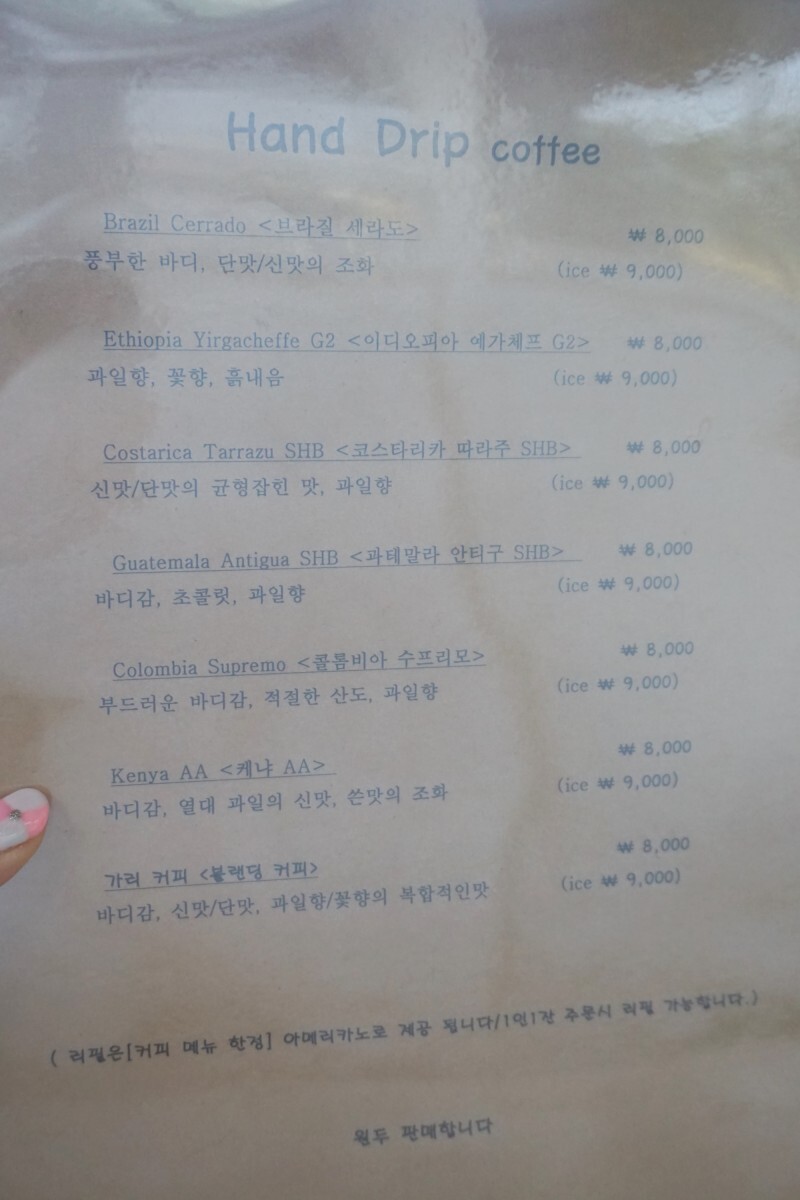 Hand Drip coffee
Brazil Cerrado <브라질 세라도> ₩ 8,000
풍부한 바디, 단맛/신맛의 조화 (ice ₩ 9,000)
Ethiopia Yirgacheffe G2 <이디오피아 예가체프 G2> ₩ 8,000
과일향, 꽃향, 흙내음 (ice ₩ 9,000)
Costarica Tarrazu SHB <코스타리카 따라주 SHB> ₩ 8,000
신맛/단맛의 균형잡힌 맛, 과일향 (ice ₩ 9,000)
Guatemala Antigua SHB <과테말라 안티구 SHB> ₩ 8,000
바디감, 초콜릿, 과일향 (ice ₩ 9,000)
Colombia Supremo <콜롬비아 수프리모> ₩ 8,000
부드러운 바디감, 적절한 산도, 과일향 (ice ₩ 9,000)
Kenya AA <케냐 AA> ₩ 8,000
바디감, 열대 과일의 신맛, 쓴맛의 조화 (ice ₩ 9,000)
가리 커피 <블랜딩 커피> ₩ 8,000
바디감, 신맛/단맛, 과일향/꽃향의 복합적인맛 (ice ₩ 9,000)
( 리필은[커피 메뉴 한정] 아메리카노로 제공 됩니다/1인1잔 주문시 리필 가능합니다.)
원두 판매합니다